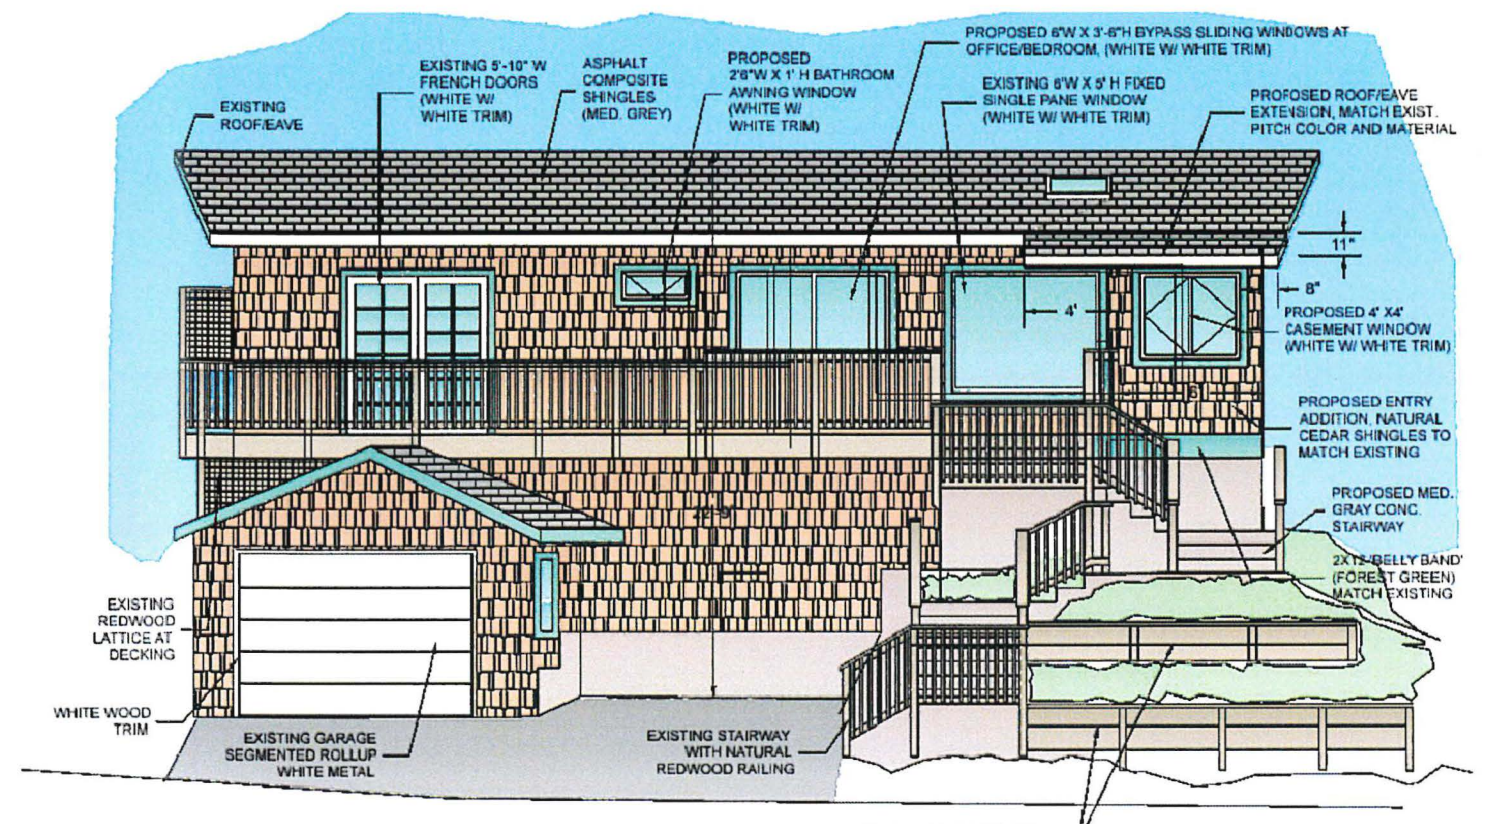 PROPOSED 6'W X 3'-6"H BYPASS SLIDING WINDOWS AT
OFFICE/BEDROOM, (WHITE W/ WHITE TRIM)
EXISTING 5'-10" W
FRENCH DOORS
(WHITE W/
WHITE TRIM)
ASPHALT
COMPOSITE
SHINGLES
(MED. GREY)
PROPOSED
2'6"W X 1' H BATHROOM
AWNING WINDOW
(WHITE W/
WHITE TRIM)
EXISTING 6'W X 5' H FIXED
SINGLE PANE WINDOW
(WHITE W/ WHITE TRIM)
PROPOSED ROOF/EAVE
EXTENSION, MATCH EXIST.
PITCH COLOR AND MATERIAL
EXISTING
ROOF/EAVE
11"
8"
4'
PROPOSED 4' X4'
CASEMENT WINDOW
(WHITE W/ WHITE TRIM)
PROPOSED ENTRY
ADDITION, NATURAL
CEDAR SHINGLES TO
MATCH EXISTING
PROPOSED MED.
GRAY CONC.
STAIRWAY
2X12 'BELLY BAND'
(FOREST GREEN)
MATCH EXISTING
EXISTING
REDWOOD
LATTICE AT
DECKING
WHITE WOOD
TRIM
EXISTING GARAGE
SEGMENTED ROLLUP
WHITE METAL
EXISTING STAIRWAY
WITH NATURAL
REDWOOD RAILING